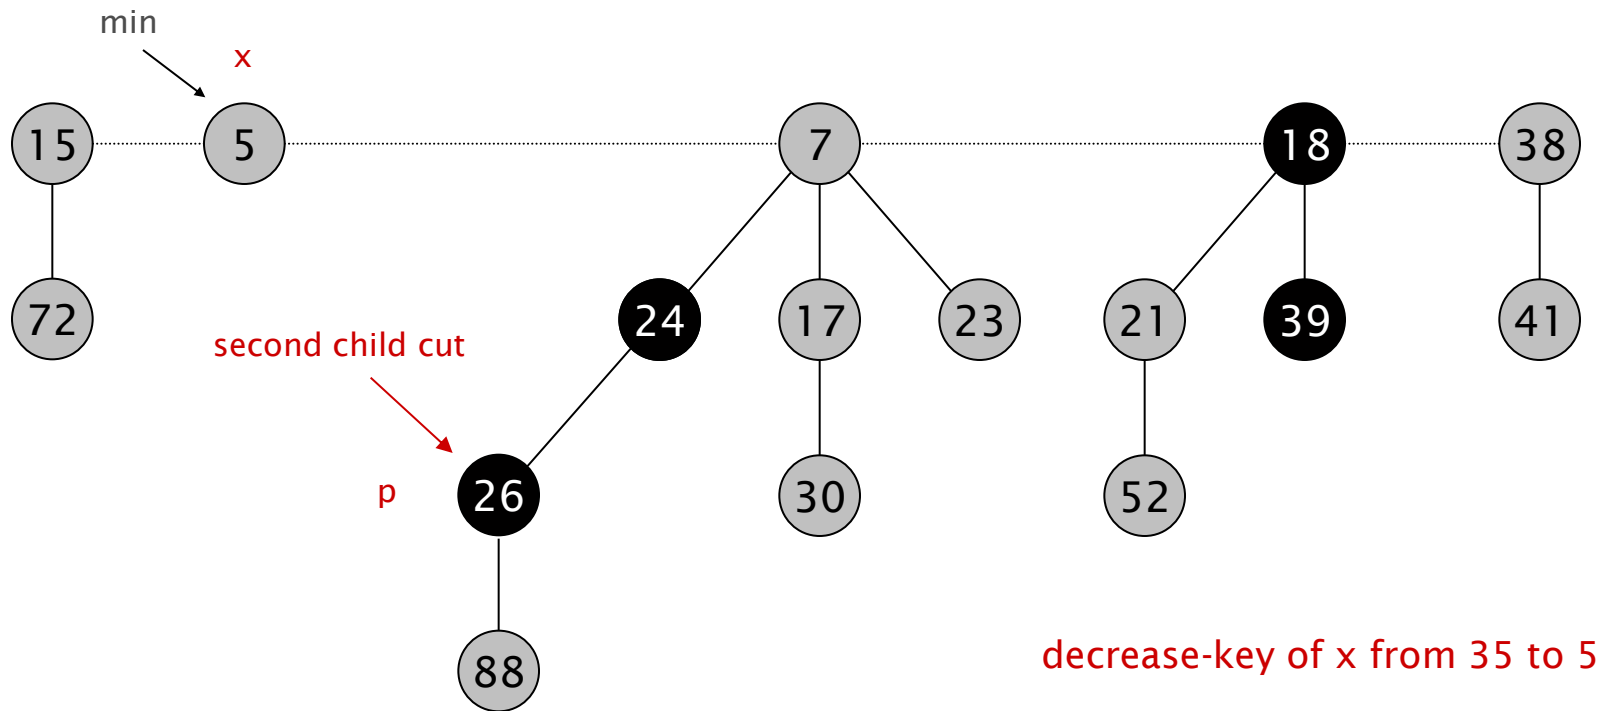 min
x
15 5 7 18 38
72 24 17 23 21 39 41
second child cut
p 26 30 52
88
decrease-key of x from 35 to 5